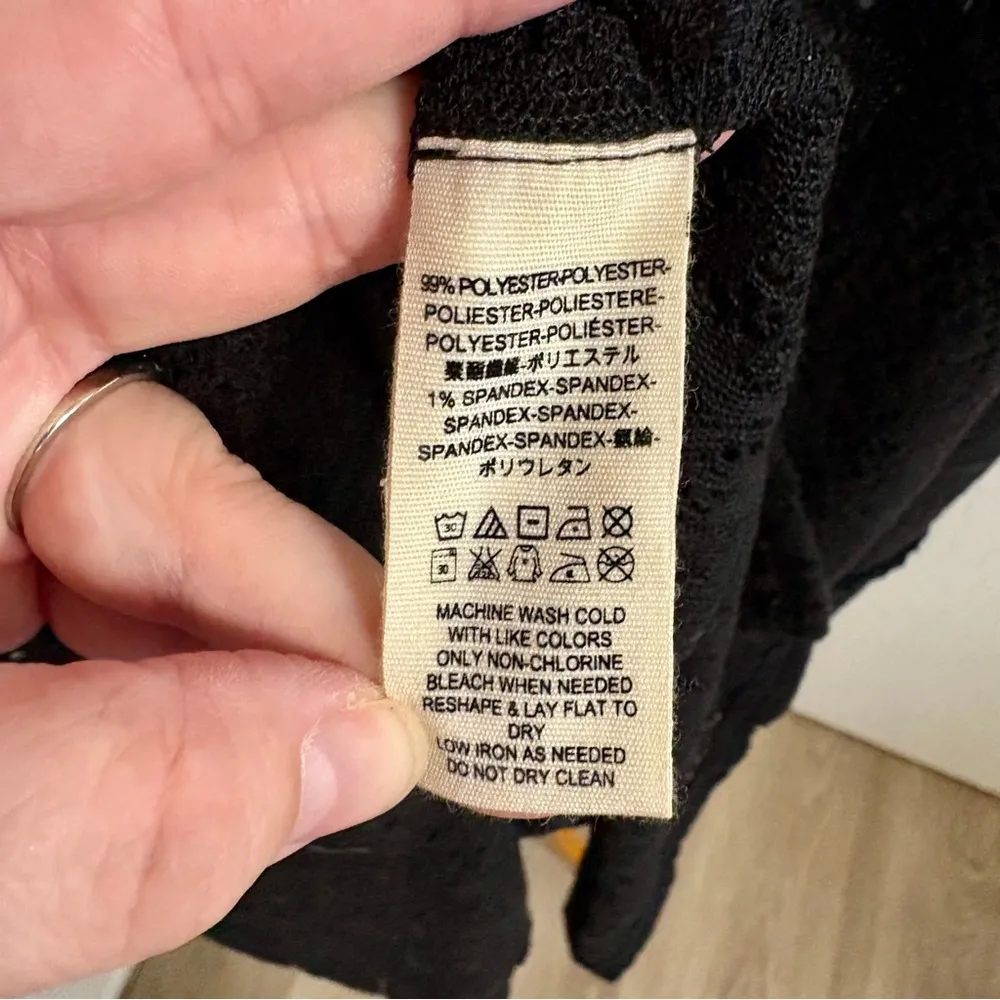 99% POLYESTER-POLYESTER-
POLIESTER-POLIESTERE-
POLYESTER-POLIÉSTER-
聚酯纖維-ポリエステル
1% SPANDEX-SPANDEX-
SPANDEX-SPANDEX-
SPANDEX-SPANDEX-
ポリウレタン
30
30
MACHINE WASH COLD
WITH LIKE COLORS
ONLY NON-CHLORINE
BLEACH WHEN NEEDED
RESHAPE & LAY FLAT TO
DRY
LOW IRON AS NEEDED
DO NOT DRY CLEAN